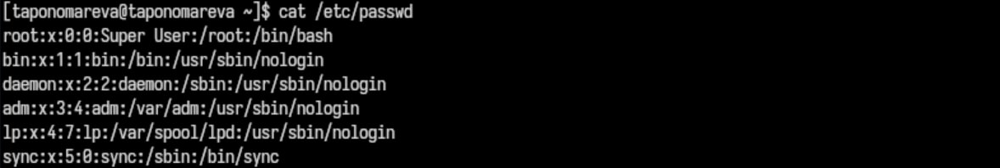 [taponomareva@taponomareva ~]$ cat /etc/passwd
root:x:0:0:Super User:/root:/bin/bash
bin:x:1:1:bin:/bin:/usr/sbin/nologin
daemon:x:2:2:daemon:/sbin:/usr/sbin/nologin
adm:x:3:4:adm:/var/adm:/usr/sbin/nologin
lp:x:4:7:lp:/var/spool/lpd:/usr/sbin/nologin
sync:x:5:0:sync:/sbin:/bin/sync